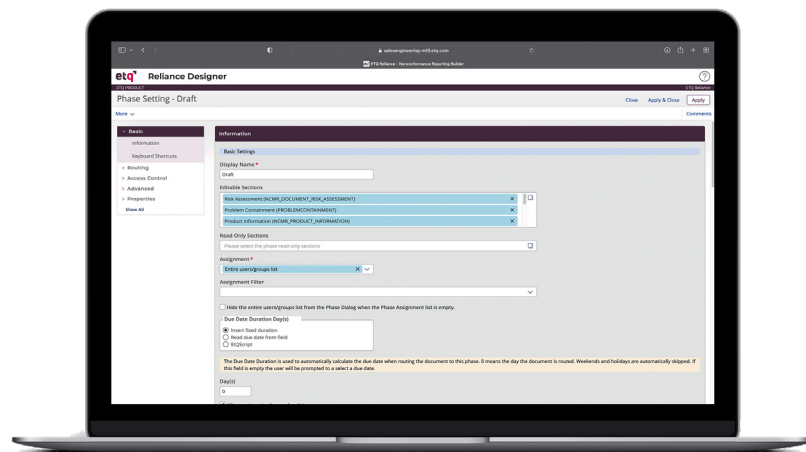 salesengineering-mt9.etq.com
ETQ Reliance - Nonconformance Reporting Builder
etq Reliance Designer
ETQ PRODUCT
ETQ Reliance
Phase Setting - Draft
Close Apply & Close Apply
More
Comments
Basic
Information
Keyboard Shortcuts
Routing
Access Control
Advanced
Properties
Show All
Information
Basic Settings
Display Name *
Draft
Editable Sections
Risk Assessment (NCMR_DOCUMENT_RISK_ASSESSMENT)
Problem Containment (PROBLEMCONTAINMENT)
Product Information (NCMR_PRODUCT_INFORMATION)
Read-Only Sections
Please select the phase read-only sections
Assignment *
Entire users/groups list
Assignment Filter
Hide the entire users/groups list from the Phase Dialog when the Phase Assignment list is empty.
Due Date Duration Day(s)
Insert fixed duration
Read due date from field
EtQScript
The Due Date Duration is used to automatically calculate the due date when routing the document to this phase. 0 means the day the document is routed. Weekends and holidays are automatically skipped. If
this field is empty the user will be prompted to a select a due date.
Day(s)
0